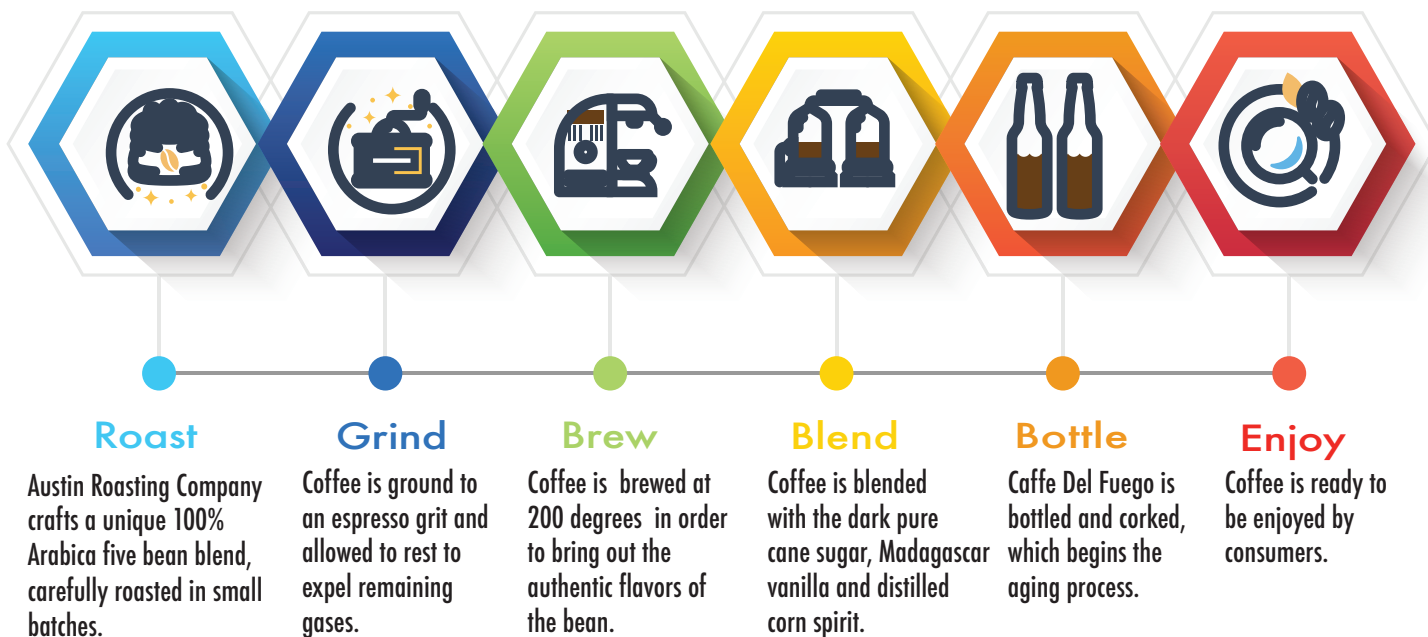 Roast
Austin Roasting Company
crafts a unique 100%
Arabica five bean blend,
carefully roasted in small
batches.
Grind
Coffee is ground to
an espresso grit and
allowed to rest to
expel remaining
gases.
Brew
Coffee is brewed at
200 degrees in order
to bring out the
authentic flavors of
the bean.
Blend
Coffee is blended
with the dark pure
cane sugar, Madagascar
vanilla and distilled
corn spirit.
Bottle
Caffe Del Fuego is
bottled and corked,
which begins the
aging process.
Enjoy
Coffee is ready to
be enjoyed by
consumers.